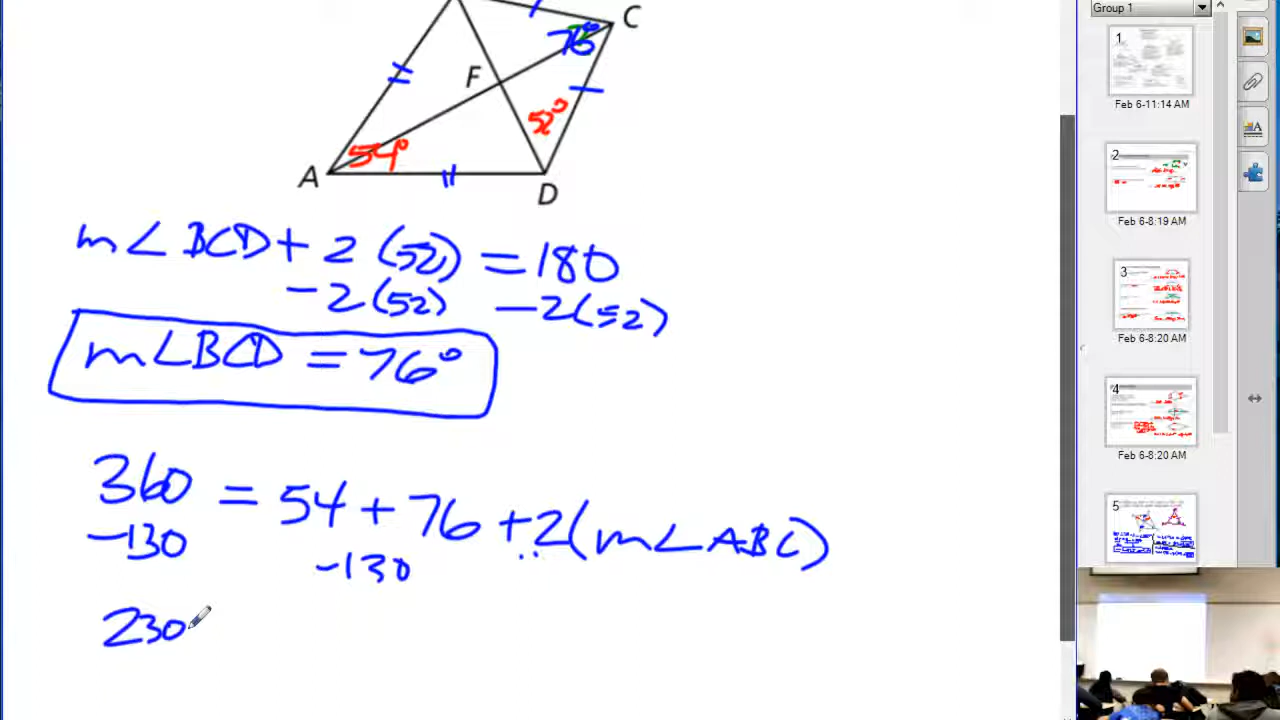 Group 1
C
76°
F
52°
54°
A
D
m∠BCD + 2 (52) = 180
-2(52) -2(52)
m∠BCD = 76°
360 = 54 + 76 + 2(m∠ABC)
-130 -130
230
1
Feb 6-11:14 AM
2
Feb 6-8:19 AM
3
Feb 6-8:20 AM
4
Feb 6-8:20 AM
5